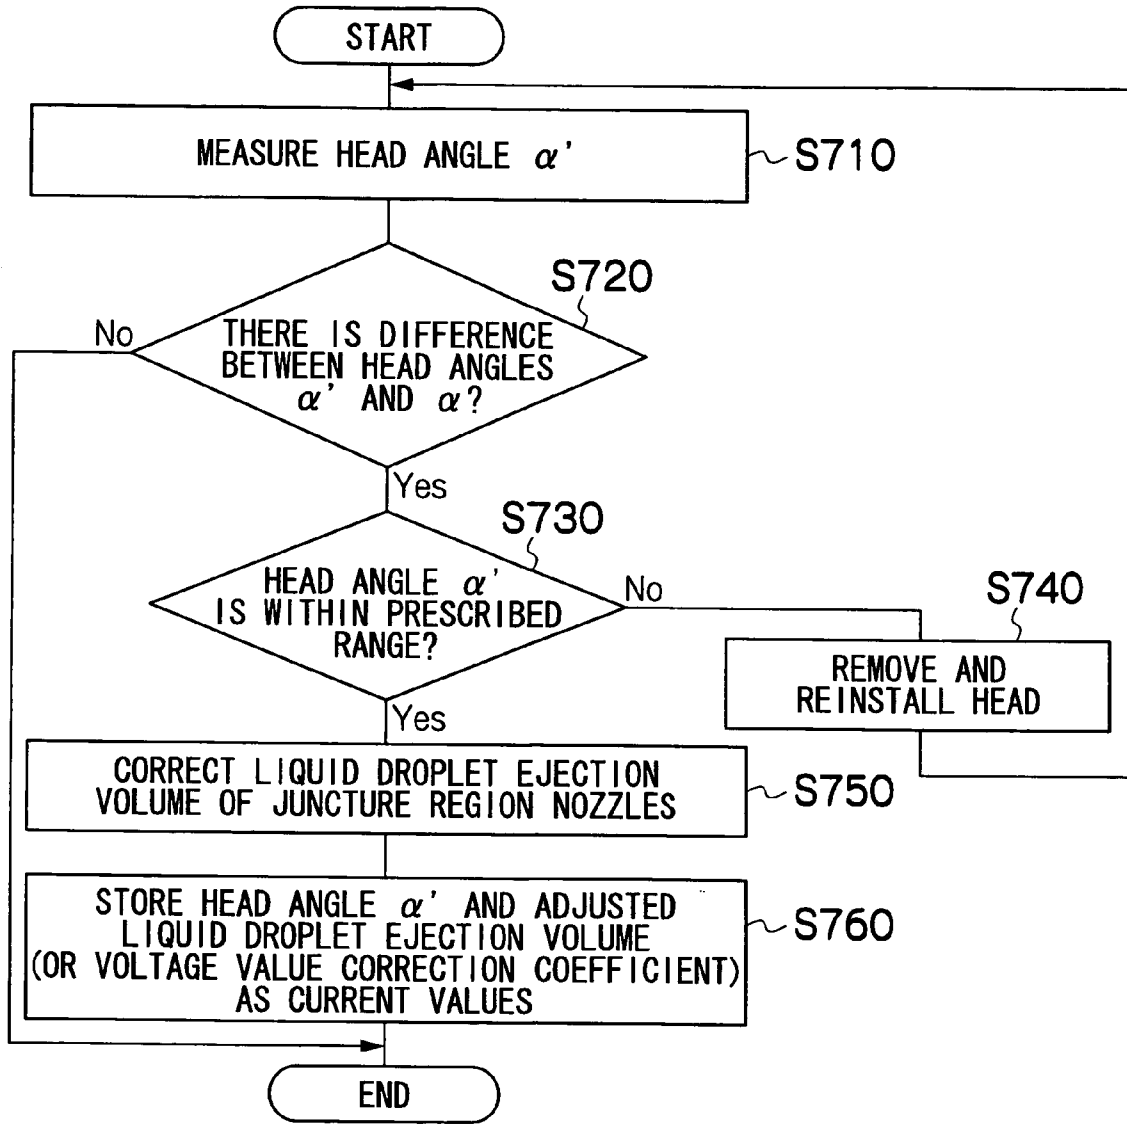 START
MEASURE HEAD ANGLE α'
S710
S720
No
THERE IS DIFFERENCE
BETWEEN HEAD ANGLES
α' AND α?
Yes
S730
HEAD ANGLE α'
IS WITHIN PRESCRIBED
RANGE?
No
S740
REMOVE AND
REINSTALL HEAD
Yes
CORRECT LIQUID DROPLET EJECTION
VOLUME OF JUNCTURE REGION NOZZLES
S750
STORE HEAD ANGLE α' AND ADJUSTED
LIQUID DROPLET EJECTION VOLUME
(OR VOLTAGE VALUE CORRECTION COEFFICIENT)
AS CURRENT VALUES
S760
END